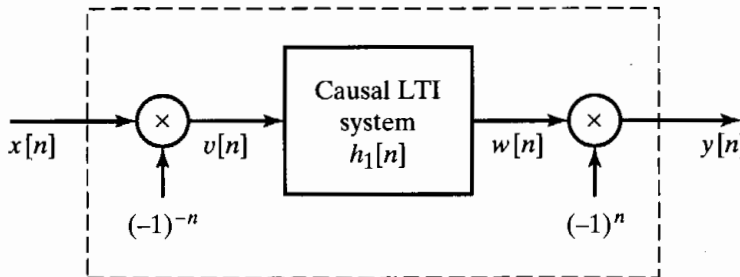 Causal LTI
system
h₁[n]
×
×
x[n]
v[n]
w[n]
y[n]
(–1)⁻ⁿ
(–1)ⁿ